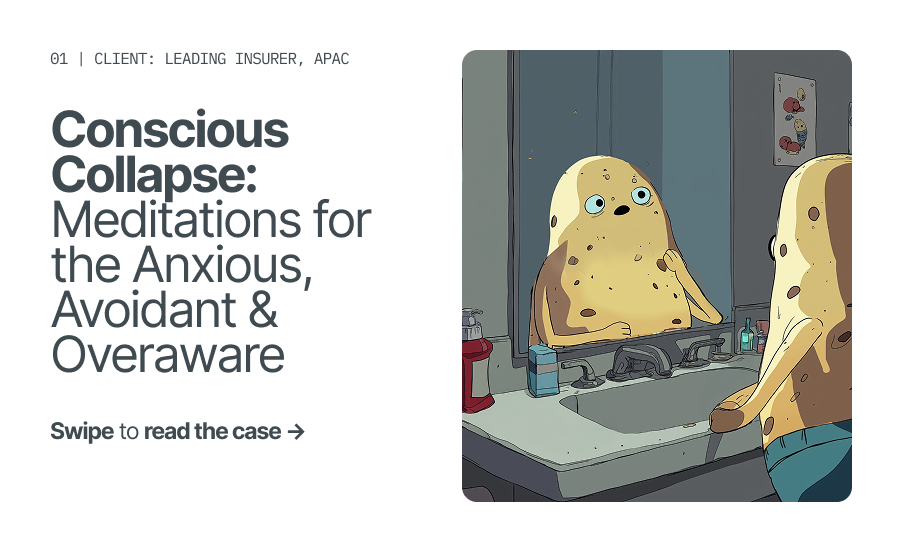 01 | CLIENT: LEADING INSURER, APAC
Conscious
Collapse:
Meditations for
the Anxious,
Avoidant &
Overaware
Swipe to read the case →